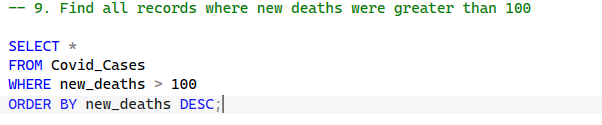 -- 9. Find all records where new deaths were greater than 100
SELECT *
FROM Covid_Cases
WHERE new_deaths > 100
ORDER BY new_deaths DESC;